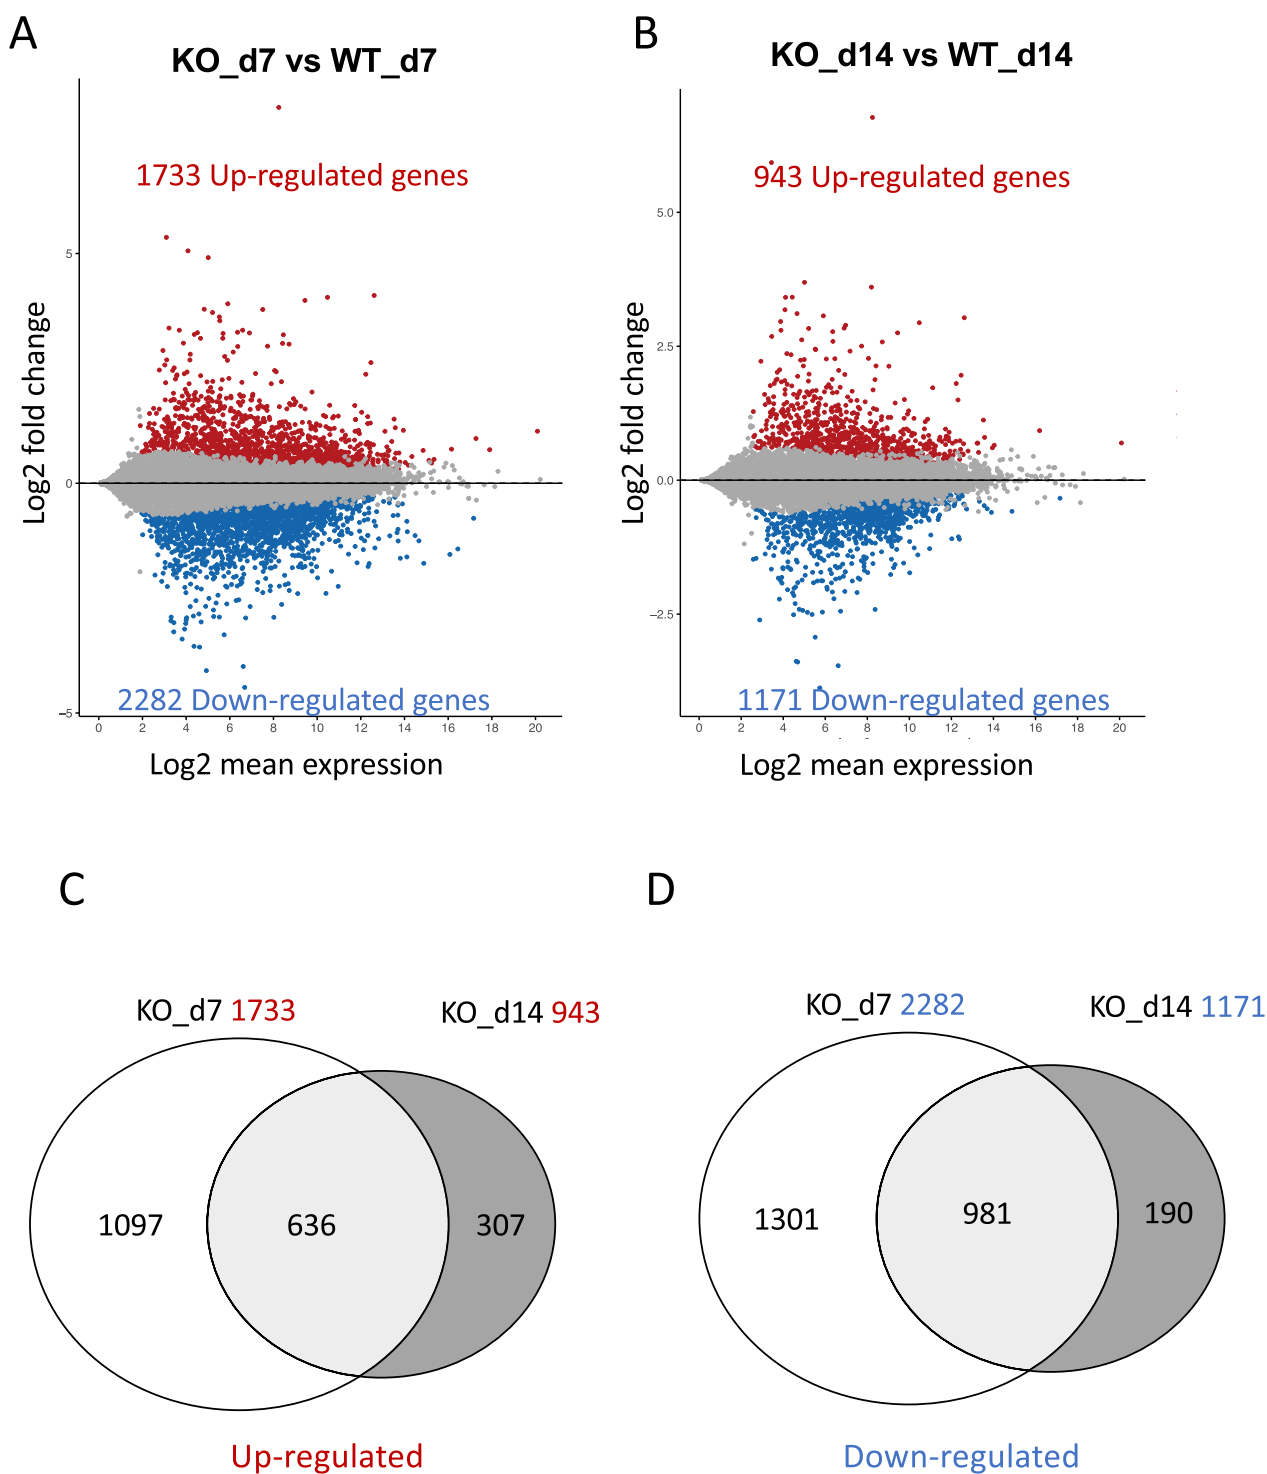 A
KO_d7 vs WT_d7
1733 Up-regulated genes
5
0
−5
Log2 fold change
2282 Down-regulated genes
0 2 4 6 8 10 12 14 16 18 20
Log2 mean expression
B
KO_d14 vs WT_d14
943 Up-regulated genes
5.0
2.5
0.0
−2.5
Log2 fold change
1171 Down-regulated genes
0 2 4 6 8 10 12 14 16 18 20
Log2 mean expression
C
KO_d7 1733
KO_d14 943
1097
636
307
Up-regulated
D
KO_d7 2282
KO_d14 1171
1301
981
190
Down-regulated